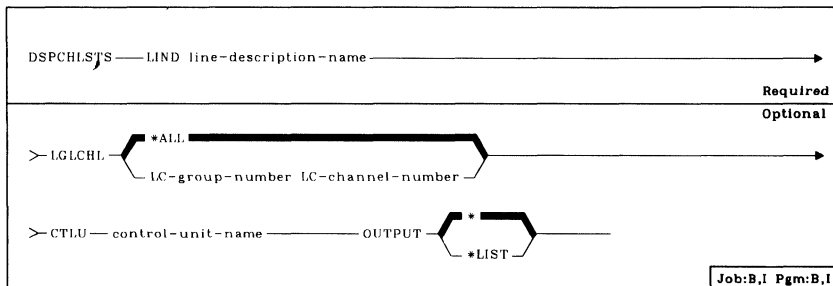 DSPCHLSTS LIND line-description-name
Required
Optional
*ALL
LGLCHL
LC-group-number LC-channel-number
*
CTLU control-unit-name OUTPUT
*LIST
Job:B,I Pgm:B,I